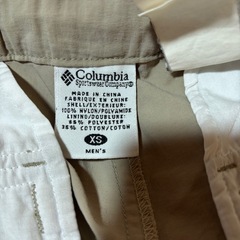 Columbia
Sportswear Company®
MADE IN CHINA
FABRIQUE EN CHINE
SHELL/EXTERIEUR:
100% NYLON/POLYAMIDE
LINING/DOUBLURE:
65% POLYESTER
35% COTTON/COTON
XS
MEN'S